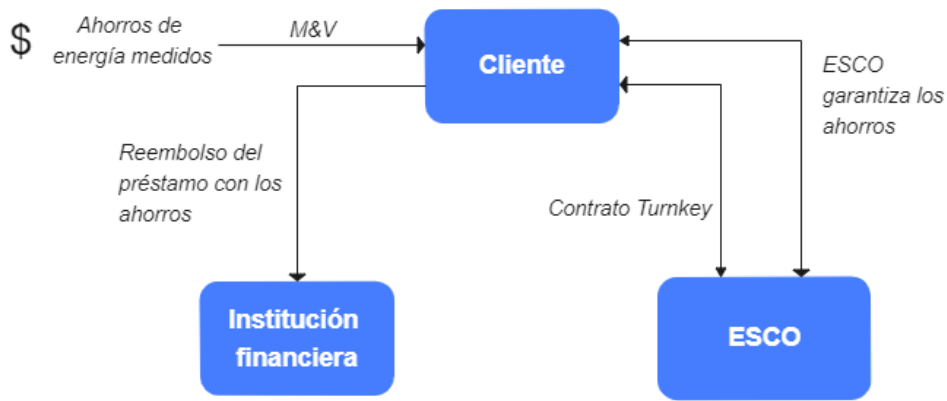 $
Ahorros de
energía medidos
M&V
Cliente
ESCO
garantiza los
ahorros
Reembolso del
préstamo con los
ahorros
Contrato Turnkey
Institución
financiera
ESCO